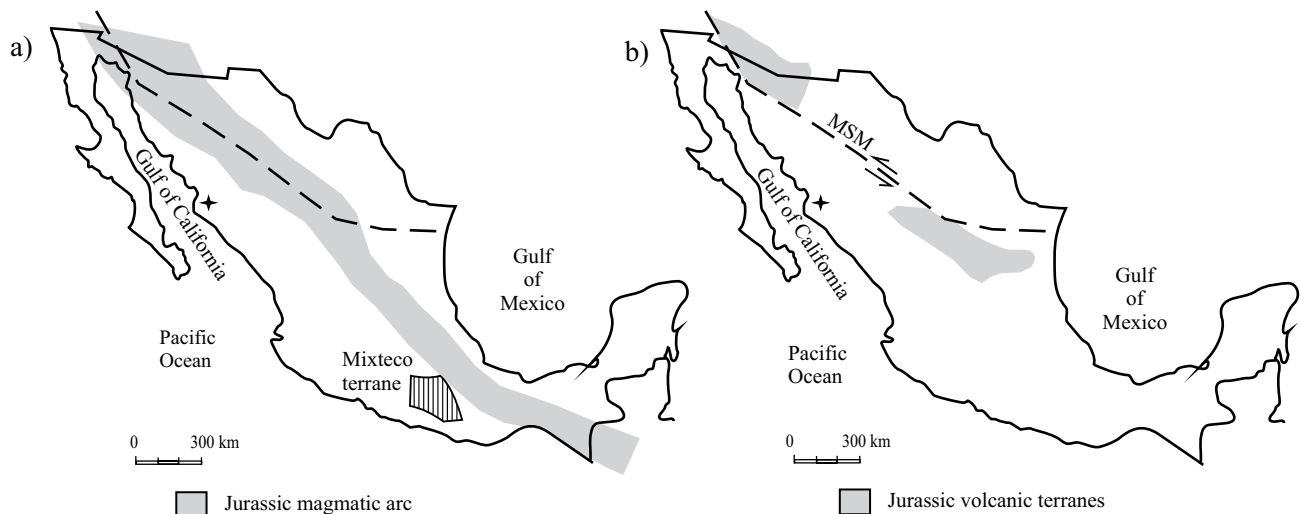 a)
Gulf of California
Gulf
of
Mexico
Pacific
Ocean
Mixteco
terrane
0 300 km
Jurassic magmatic arc
b)
MSM
Gulf of California
Gulf
of
Mexico
Pacific
Ocean
0 300 km
Jurassic volcanic terranes